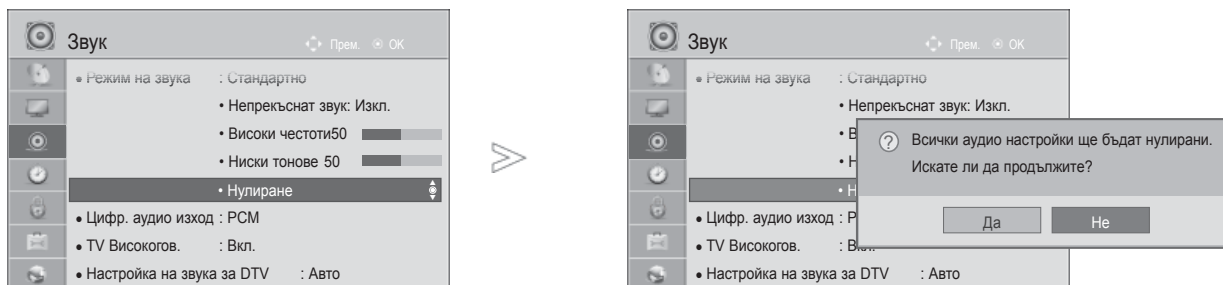 Звук
Прем. OK
• Режим на звука : Стандартно
• Непрекъснат звук: Изкл.
• Високи честоти50
• Ниски тонове 50
• Нулиране
• Цифр. аудио изход : PCM
• TV Високогов. : Вкл.
• Настройка на звука за DTV : Авто
Звук
Прем. OK
• Режим на звука : Стандартно
• Непрекъснат звук: Изкл.
• В
• Н
• Н
• Цифр. аудио изход : P
• TV Високогов. : Вкл.
• Настройка на звука за DTV : Авто
Всички аудио настройки ще бъдат нулирани.
Искате ли да продължите?
Да Не